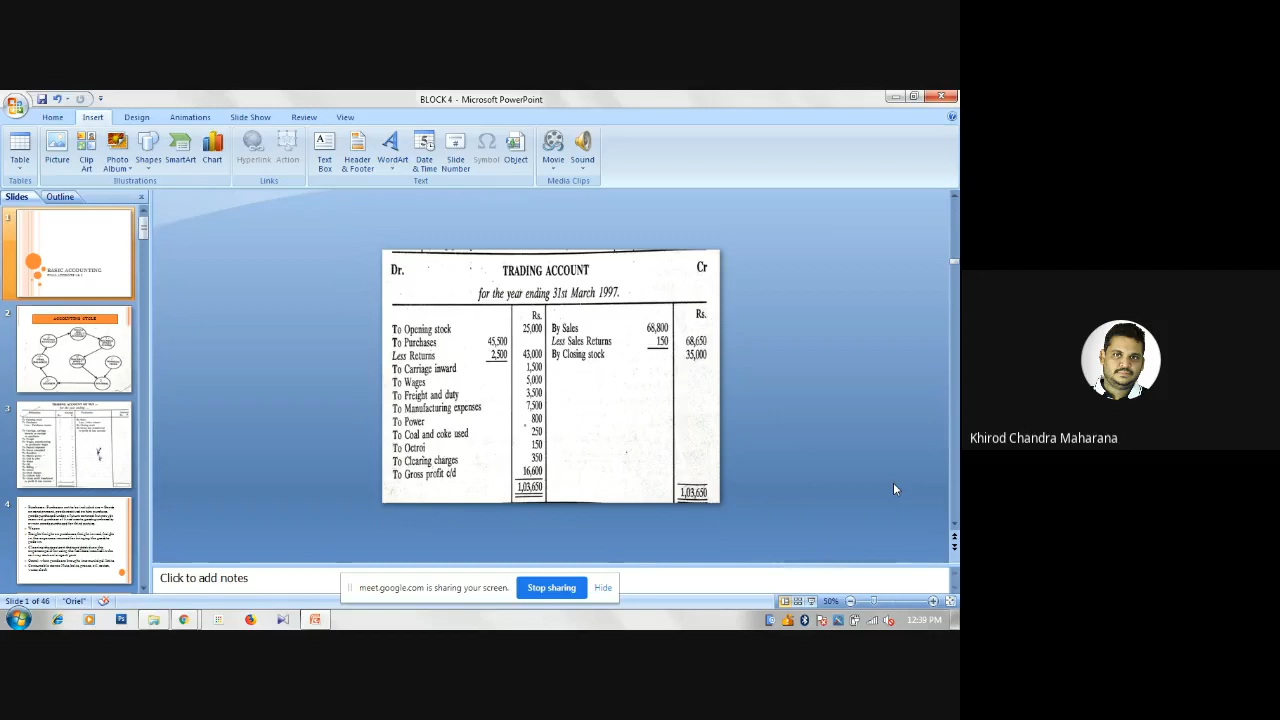 BLOCK 4 - Microsoft PowerPoint
Home Insert Design Animations Slide Show Review View
Table Picture Clip Art Photo Album Shapes SmartArt Chart Hyperlink Action Text Box Header & Footer WordArt Date & Time Slide Number Symbol Object Movie Sound
Tables Illustrations Links Text Media Clips
Slides Outline
1
BASIC ACCOUNTING
2
ACCOUNTING CYCLE
3
4
Dr. TRADING ACCOUNT Cr
for the year ending 31st March 1997.
Rs. Rs.
To Opening stock 25,000 By Sales 68,800
To Purchases 45,500 Less Sales Returns 150 68,650
Less Returns 2,500 43,000 By Closing stock 35,000
To Carriage inward 1,500
To Wages 5,000
To Freight and duty 3,500
To Manufacturing expenses 7,500
To Power 800
To Coal and coke used 250
To Octroi 150
To Clearing charges 350
To Gross profit c/d 16,600
1,03,650 1,03,650
Khirod Chandra Maharana
Click to add notes
meet.google.com is sharing your screen. Stop sharing Hide
Slide 1 of 46 "Oriel" 50%
12:39 PM